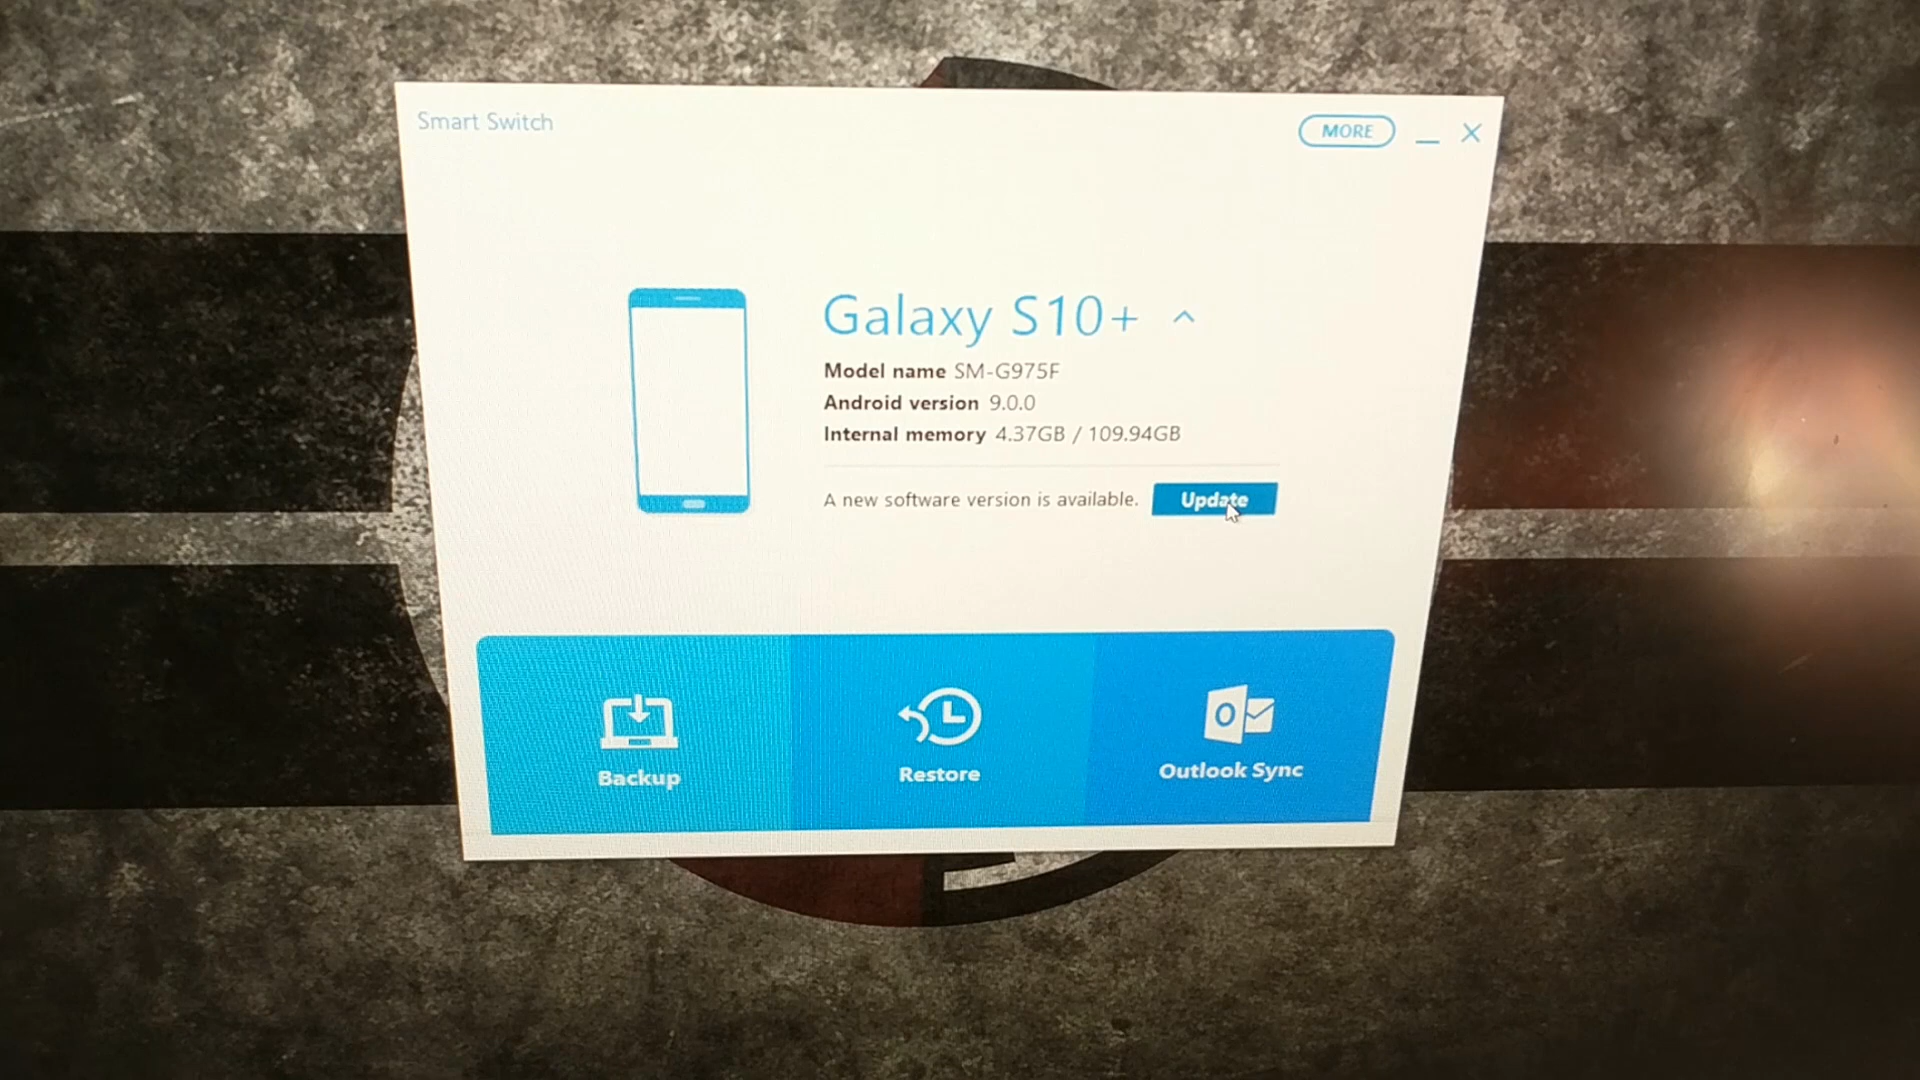 Smart Switch
MORE
Galaxy S10+
Model name SM-G975F
Android version 9.0.0
Internal memory 4.37GB / 109.94GB
A new software version is available.
Update
Backup
Restore
Outlook Sync